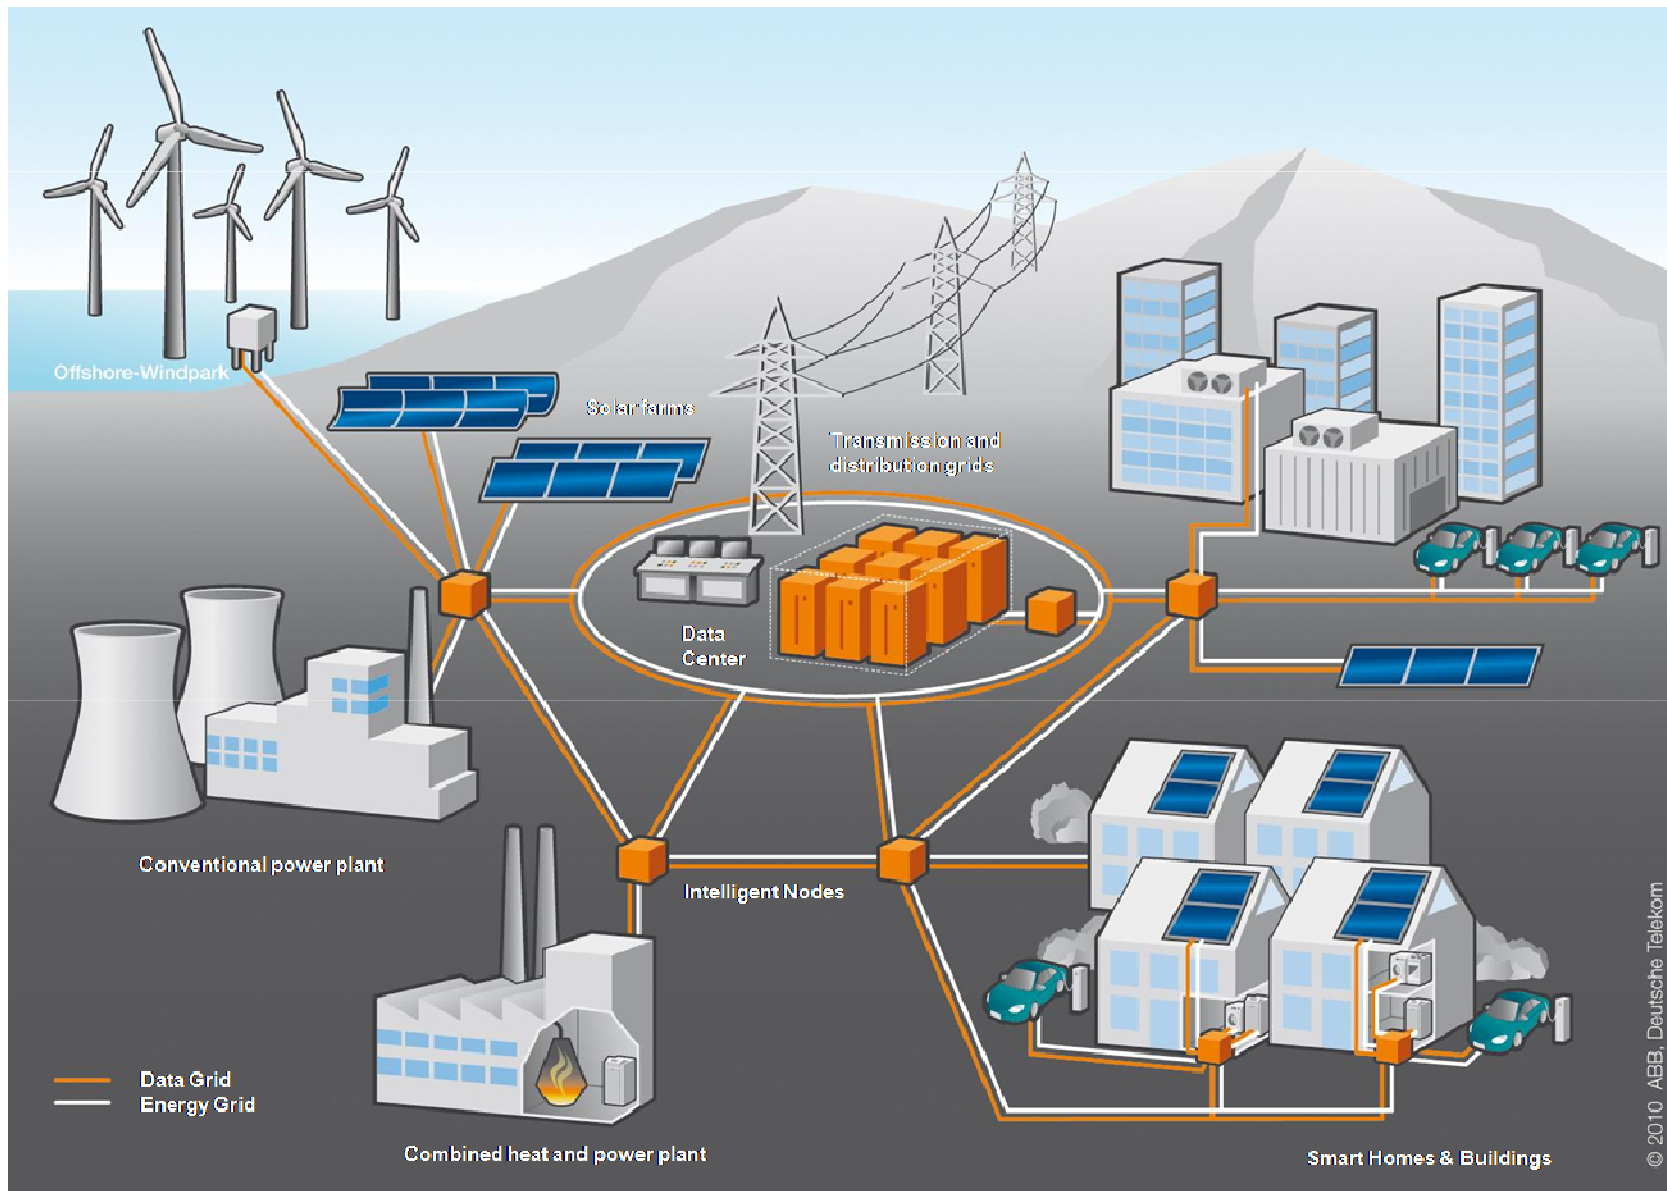 Offshore-Windpark
Solar farms
Transmission and
distribution grids
Data
Center
Conventional power plant
Intelligent Nodes
Data Grid
Energy Grid
Combined heat and power plant
Smart Homes & Buildings
© 2010 ABB, Deutsche Telekom